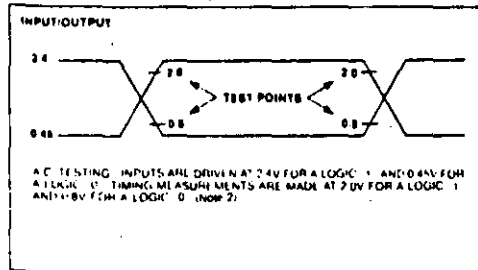 INPUT/OUTPUT
2.4
2.0
2.0
TEST POINTS
0.8
0.8
0.45
A.C. TESTING: INPUTS ARE DRIVEN AT 2.4V FOR A LOGIC 1 AND 0.45V FOR
A LOGIC 0. TIMING MEASUREMENTS ARE MADE AT 2.0V FOR A LOGIC 1
AND 0.8V FOR A LOGIC 0. (Note 2)